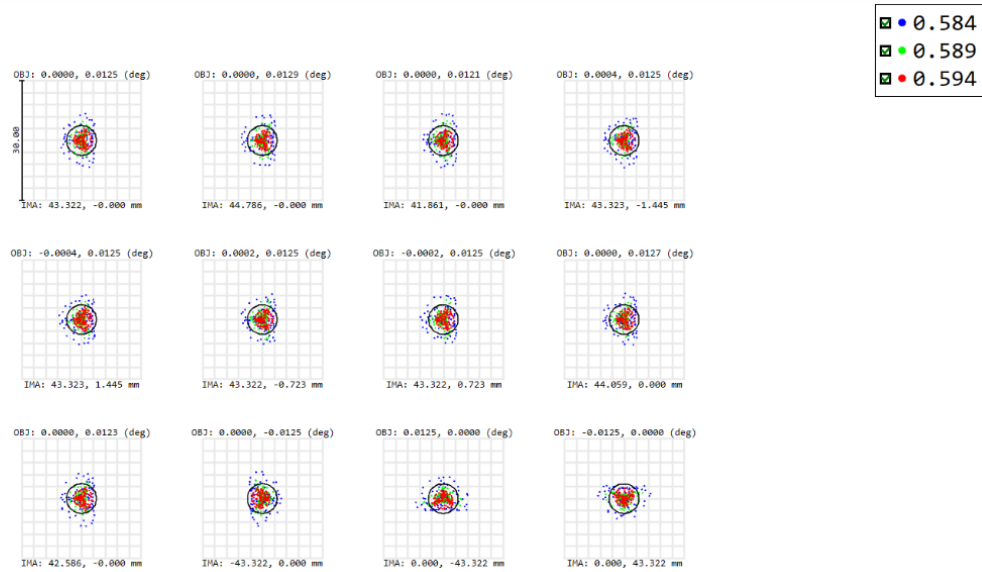 0.584
0.589
0.594
OBJ: 0.0000, 0.0125 (deg)
OBJ: 0.0000, 0.0129 (deg)
OBJ: 0.0000, 0.0121 (deg)
OBJ: 0.0004, 0.0125 (deg)
30.00
IMA: 43.322, -0.000 mm
IMA: 44.786, -0.000 mm
IMA: 41.861, -0.000 mm
IMA: 43.323, -1.445 mm
OBJ: -0.0004, 0.0125 (deg)
OBJ: 0.0002, 0.0125 (deg)
OBJ: -0.0002, 0.0125 (deg)
OBJ: 0.0000, 0.0127 (deg)
IMA: 43.323, 1.445 mm
IMA: 43.322, -0.723 mm
IMA: 43.322, 0.723 mm
IMA: 44.059, 0.000 mm
OBJ: 0.0000, 0.0123 (deg)
OBJ: 0.0000, -0.0125 (deg)
OBJ: 0.0125, 0.0000 (deg)
OBJ: -0.0125, 0.0000 (deg)
IMA: 42.586, -0.000 mm
IMA: -43.322, 0.000 mm
IMA: 0.000, -43.322 mm
IMA: 0.000, 43.322 mm